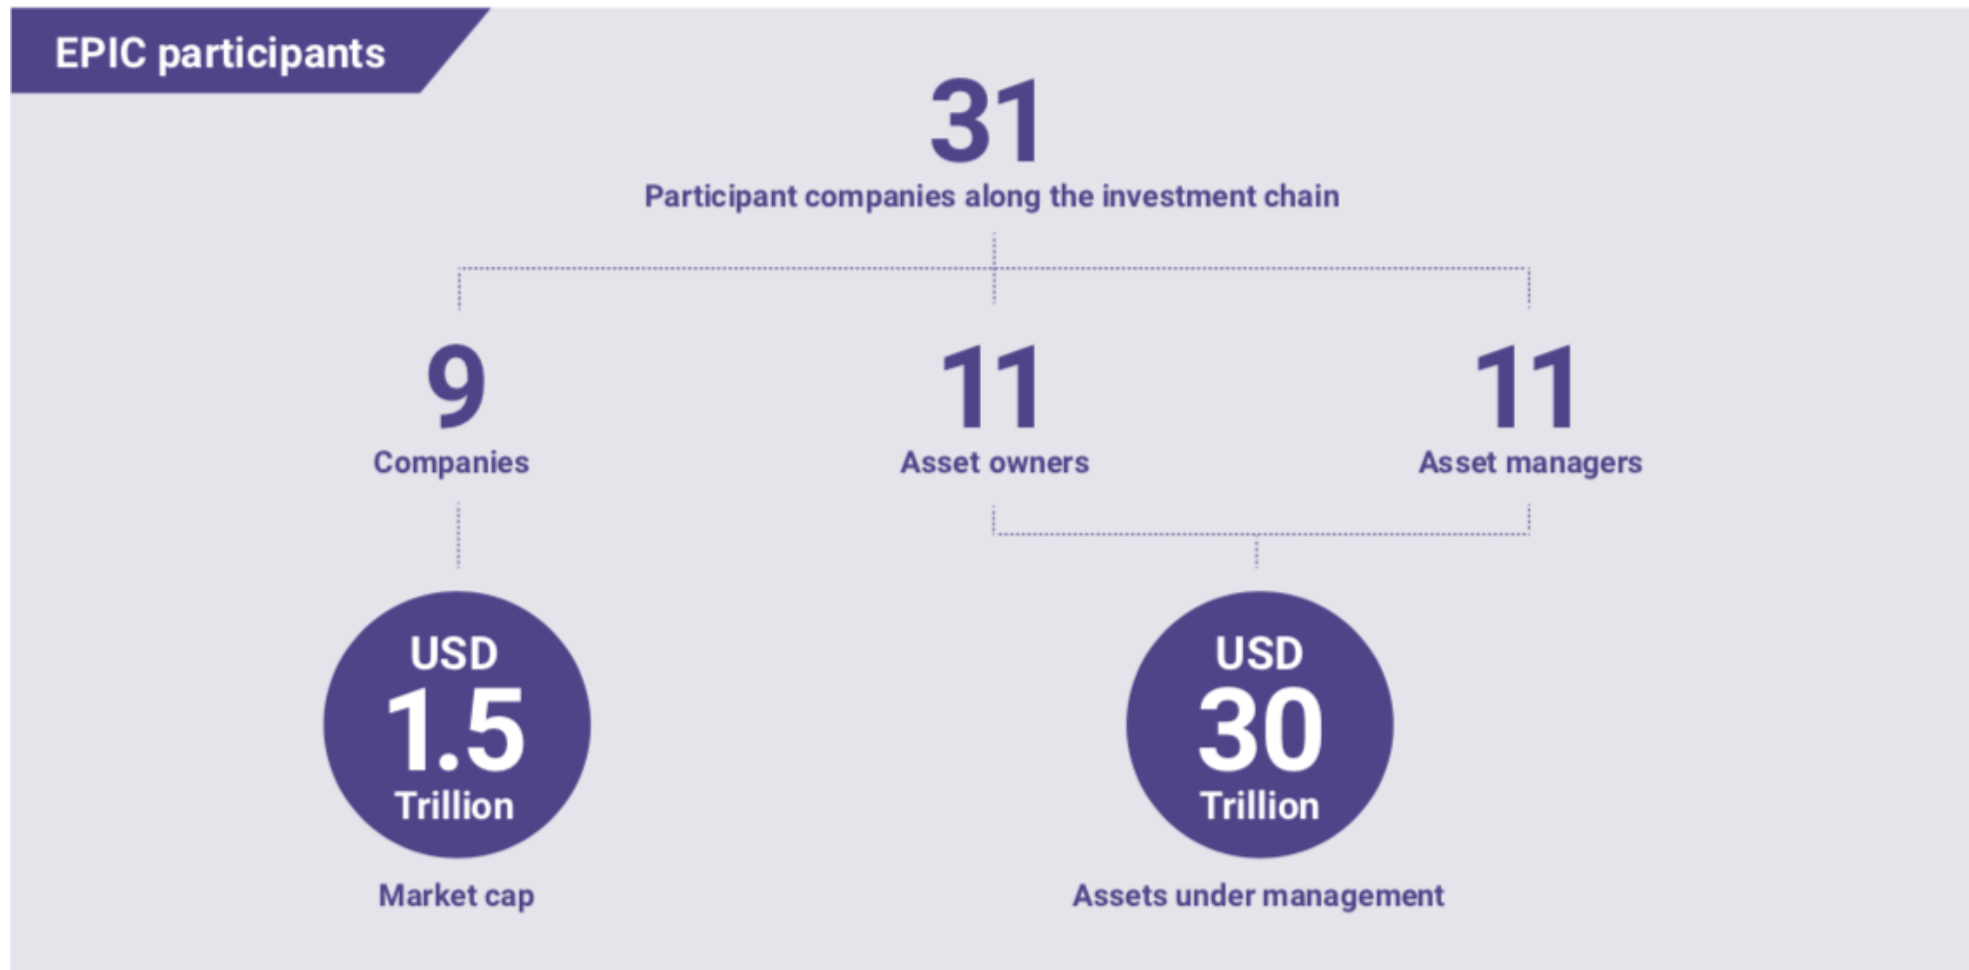 EPIC participants
31
Participant companies along the investment chain
9
Companies
11
Asset owners
11
Asset managers
USD
1.5
Trillion
Market cap
USD
30
Trillion
Assets under management